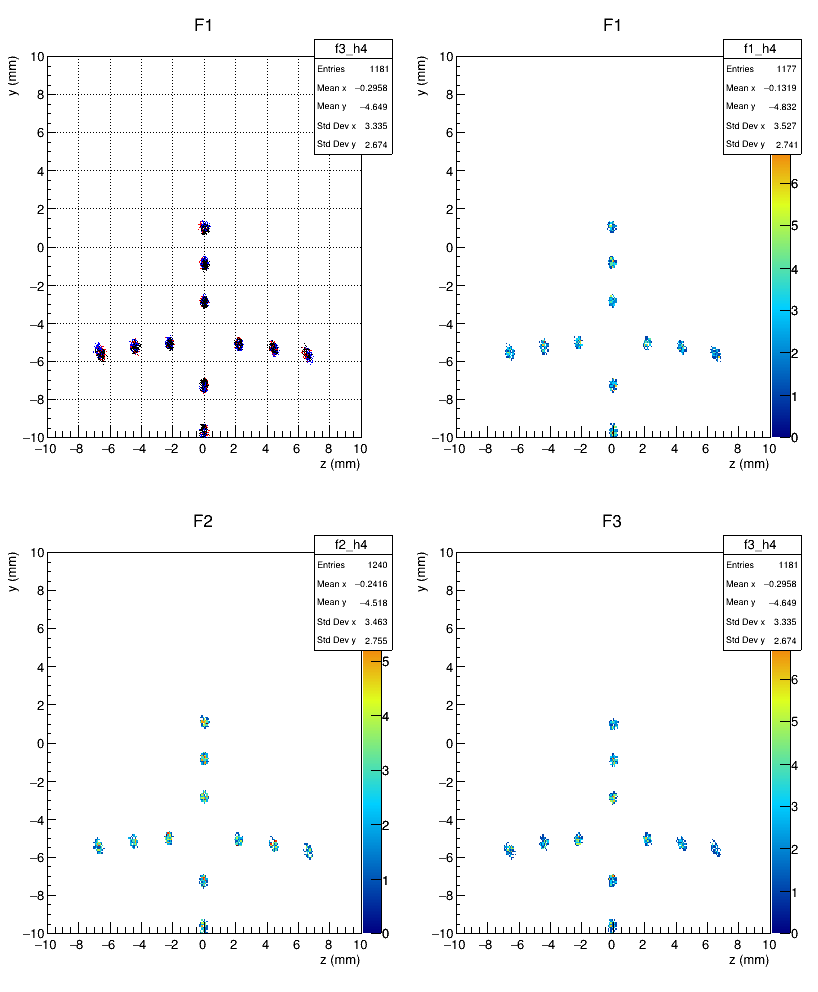 F1
f3_h4
Entries 1181
Mean x −0.2958
Mean y −4.649
Std Dev x 3.335
Std Dev y 2.674
y (mm)
10
8
6
4
2
0
−2
−4
−6
−8
−10
−10 −8 −6 −4 −2 0 2 4 6 8 10
z (mm)
F1
f1_h4
Entries 1177
Mean x −0.1319
Mean y −4.832
Std Dev x 3.527
Std Dev y 2.741
y (mm)
10
8
6
4
2
0
−2
−4
−6
−8
−10
−10 −8 −6 −4 −2 0 2 4 6 8 10
z (mm)
6
5
4
3
2
1
0
F2
f2_h4
Entries 1240
Mean x −0.2416
Mean y −4.518
Std Dev x 3.463
Std Dev y 2.755
y (mm)
10
8
6
4
2
0
−2
−4
−6
−8
−10
−10 −8 −6 −4 −2 0 2 4 6 8 10
z (mm)
5
4
3
2
1
0
F3
f3_h4
Entries 1181
Mean x −0.2958
Mean y −4.649
Std Dev x 3.335
Std Dev y 2.674
y (mm)
10
8
6
4
2
0
−2
−4
−6
−8
−10
−10 −8 −6 −4 −2 0 2 4 6 8 10
z (mm)
6
5
4
3
2
1
0